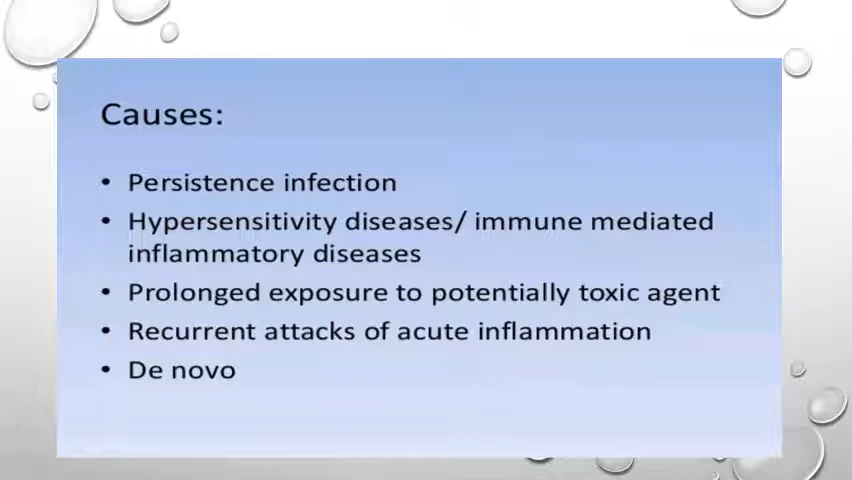 Causes:
• Persistence infection
• Hypersensitivity diseases/ immune mediated
inflammatory diseases
• Prolonged exposure to potentially toxic agent
• Recurrent attacks of acute inflammation
• De novo